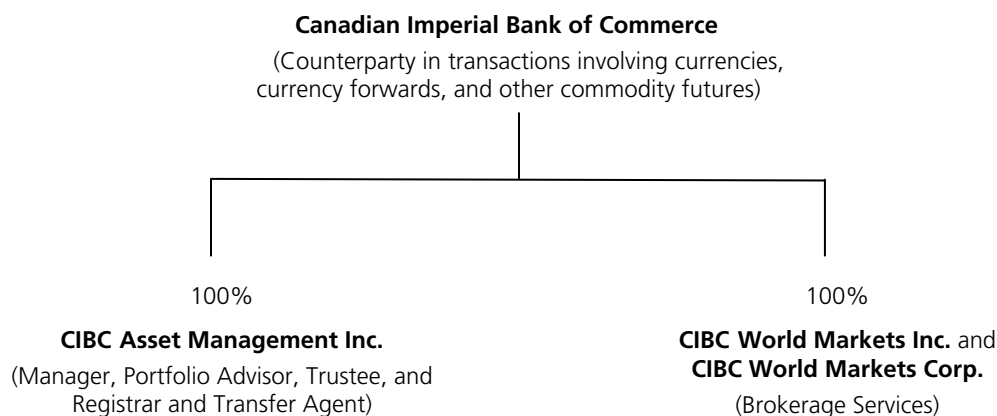 Canadian Imperial Bank of Commerce
(Counterparty in transactions involving currencies,
currency forwards, and other commodity futures)
100%
CIBC Asset Management Inc.
(Manager, Portfolio Advisor, Trustee, and
Registrar and Transfer Agent)
100%
CIBC World Markets Inc. and
CIBC World Markets Corp.
(Brokerage Services)